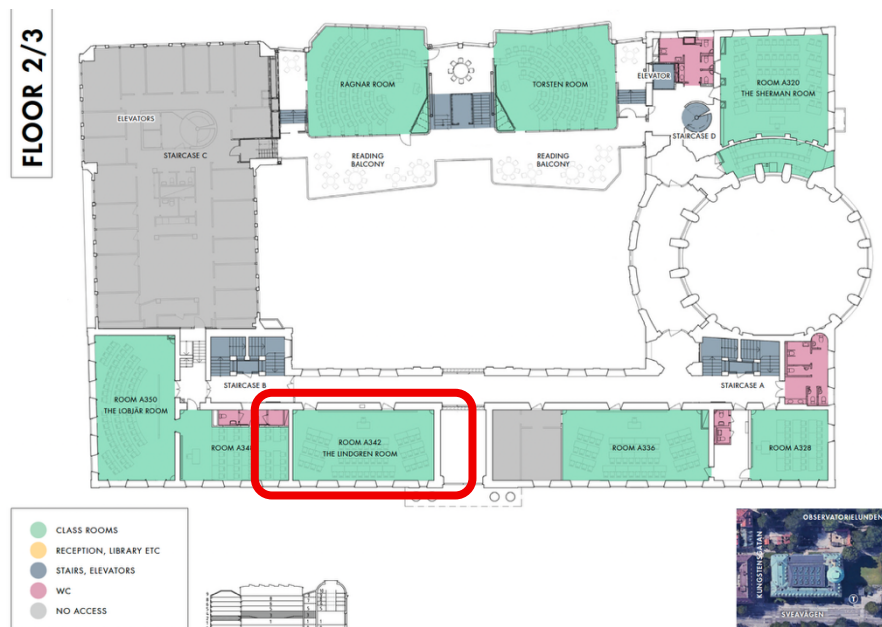 FLOOR 2/3
RAGNAR ROOM
TORSTEN ROOM
ELEVATOR
ROOM A320
THE SHERMAN ROOM
ELEVATORS
STAIRCASE C
STAIRCASE D
READING
BALCONY
READING
BALCONY
STAIRCASE B
STAIRCASE A
ROOM A350
THE LOBJÄR ROOM
ROOM A342
THE LINDGREN ROOM
ROOM A336
ROOM A328
CLASS ROOMS
RECEPTION, LIBRARY ETC
STAIRS, ELEVATORS
WC
NO ACCESS
OBSERVATORIELUNDEN
KUNGSTENSGATAN
T
SVEAVÄGEN